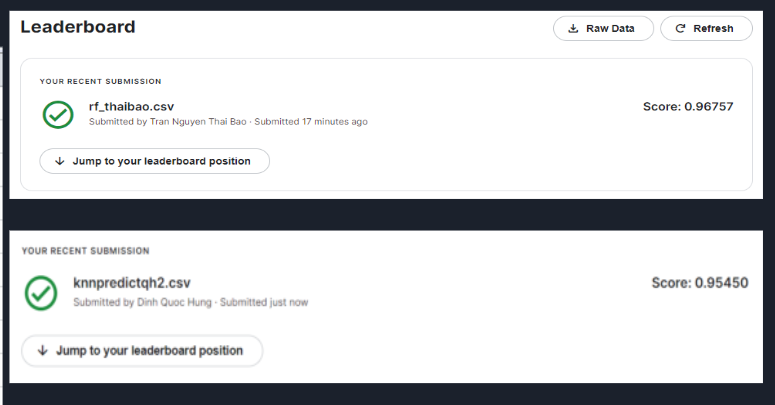 Leaderboard
Raw Data
Refresh
YOUR RECENT SUBMISSION
rf_thaibao.csv
Score: 0.96757
Submitted by Tran Nguyen Thai Bao · Submitted 17 minutes ago
Jump to your leaderboard position
YOUR RECENT SUBMISSION
knnpredictqh2.csv
Score: 0.95450
Submitted by Dinh Quoc Hung · Submitted just now
Jump to your leaderboard position